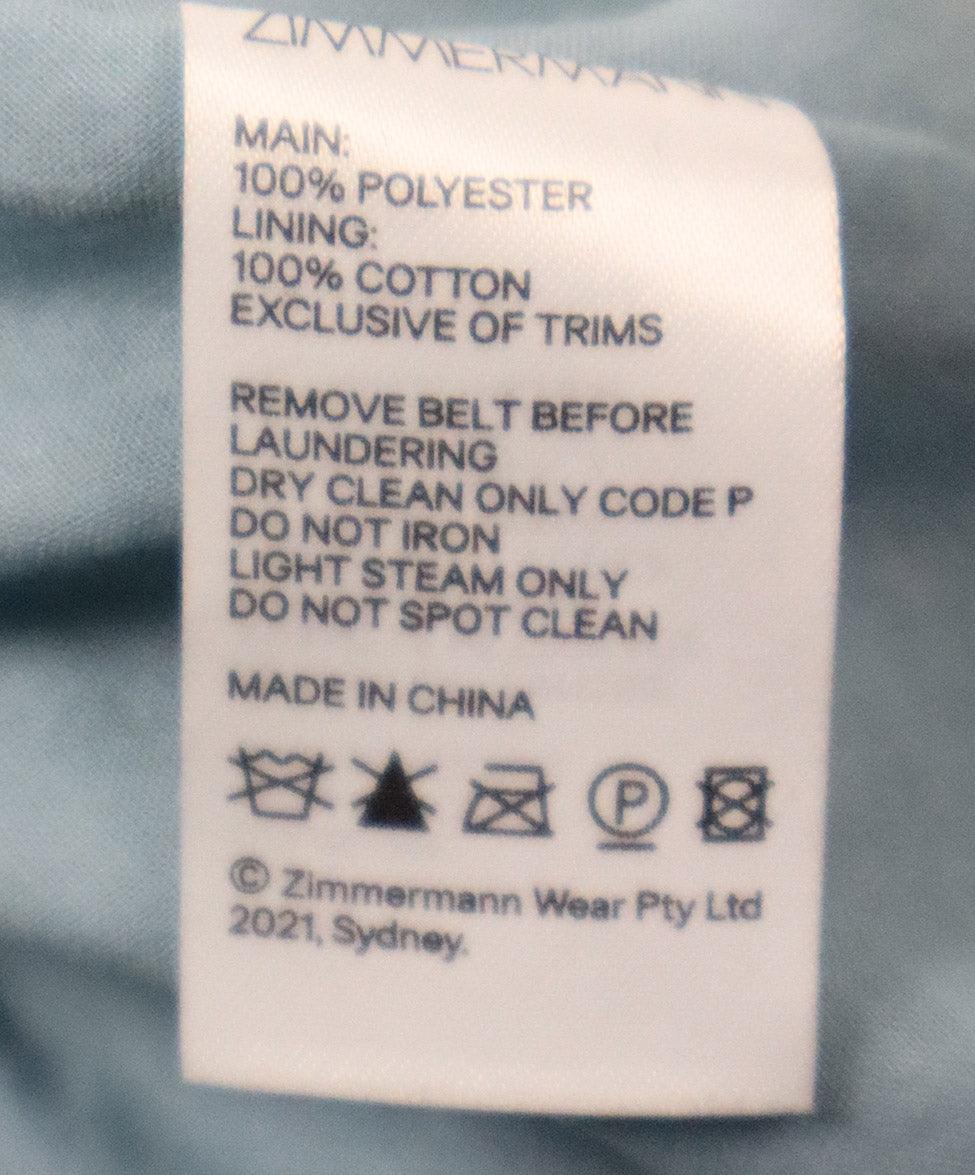 ZIMMERMANN
MAIN:
100% POLYESTER
LINING:
100% COTTON
EXCLUSIVE OF TRIMS
REMOVE BELT BEFORE
LAUNDERING
DRY CLEAN ONLY CODE P
DO NOT IRON
LIGHT STEAM ONLY
DO NOT SPOT CLEAN
MADE IN CHINA
P
© Zimmermann Wear Pty Ltd
2021, Sydney.